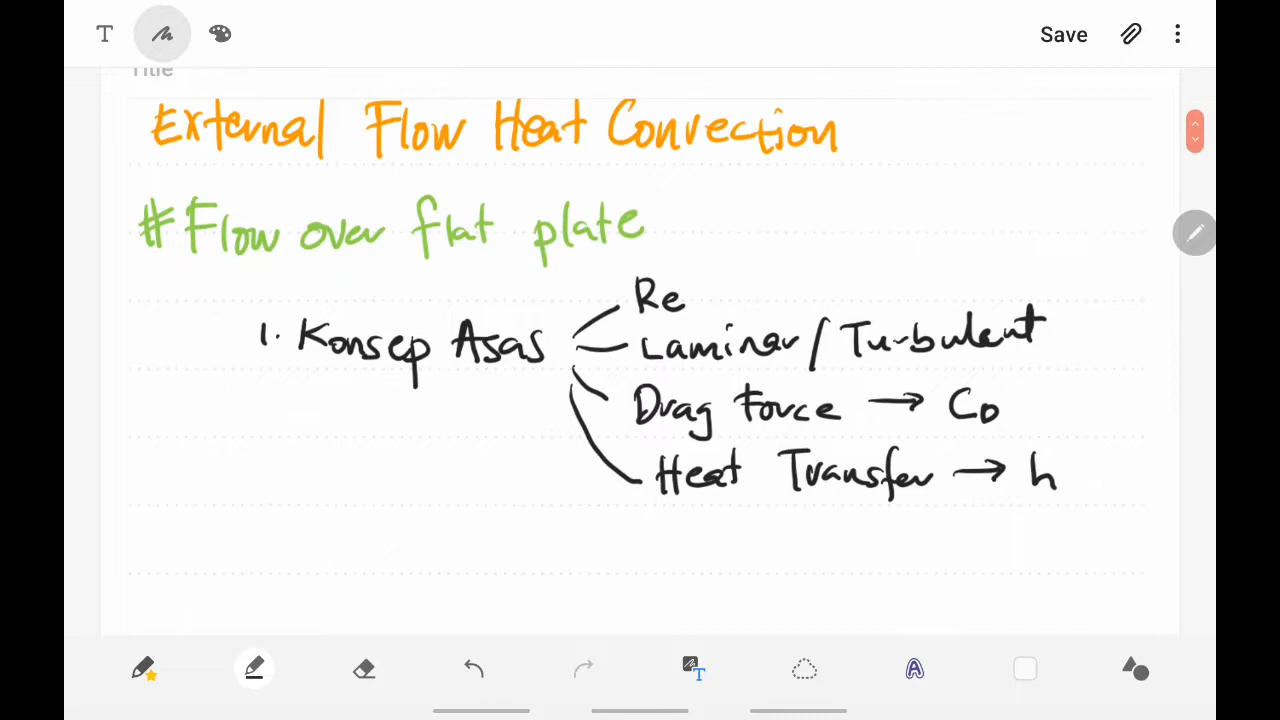 T
Save
Title
External Flow Heat Convection
#Flow over flat plate
Re
1. Konsep Asas
Laminar / Turbulent
Drag Force → CD
Heat Transfer → h
T
A